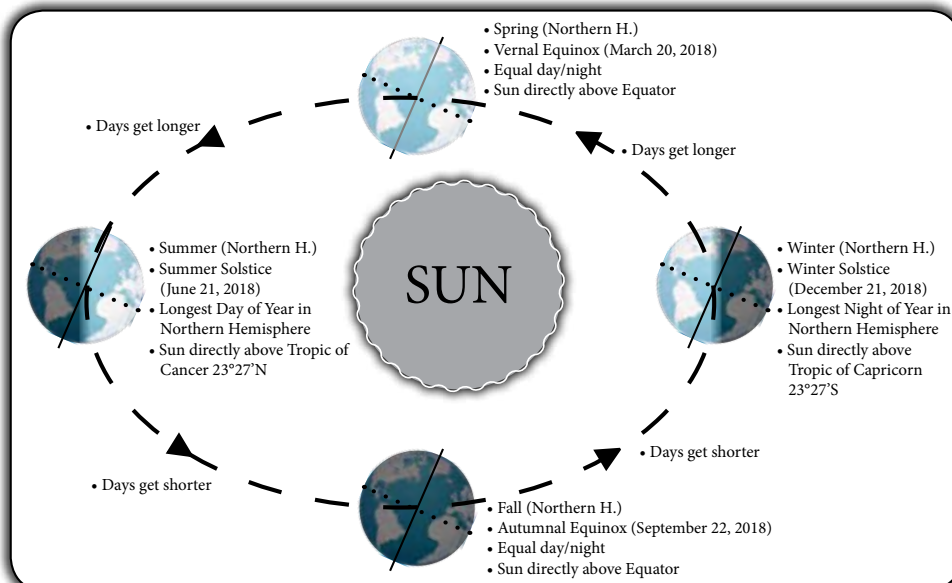 • Spring (Northern H.)
• Vernal Equinox (March 20, 2018)
• Equal day/night
• Sun directly above Equator
• Days get longer
• Days get longer
• Summer (Northern H.)
• Summer Solstice
(June 21, 2018)
• Longest Day of Year in
Northern Hemisphere
• Sun directly above Tropic of
Cancer 23°27'N
SUN
• Winter (Northern H.)
• Winter Solstice
(December 21, 2018)
• Longest Night of Year in
Northern Hemisphere
• Sun directly above
Tropic of Capricorn
23°27'S
• Days get shorter
• Days get shorter
• Fall (Northern H.)
• Autumnal Equinox (September 22, 2018)
• Equal day/night
• Sun directly above Equator